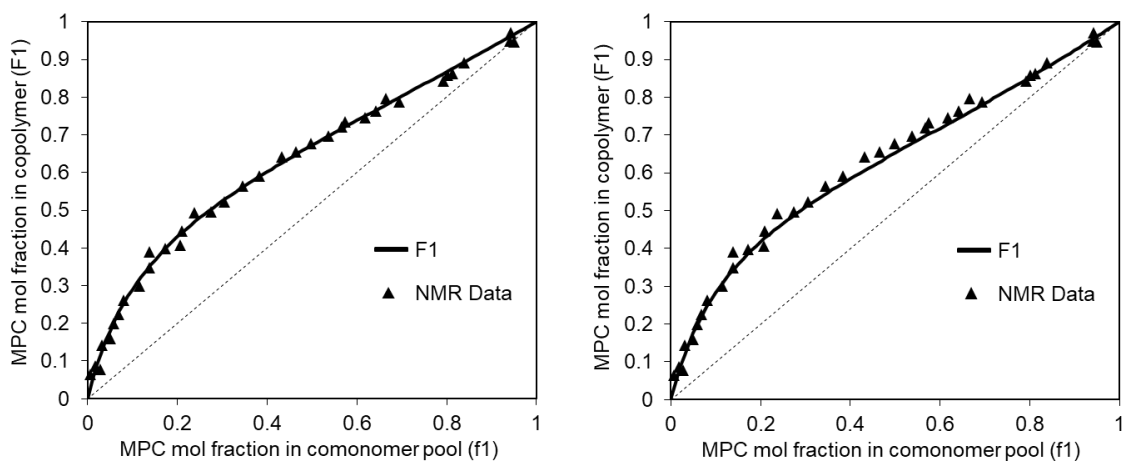 MPC mol fraction in copolymer (F1)
1
0.9
0.8
0.7
0.6
0.5
0.4
0.3
0.2
0.1
0
F1
NMR Data
0 0.2 0.4 0.6 0.8 1
MPC mol fraction in comonomer pool (f1)
MPC mol fraction in copolymer (F1)
1
0.9
0.8
0.7
0.6
0.5
0.4
0.3
0.2
0.1
0
F1
NMR Data
0 0.2 0.4 0.6 0.8 1
MPC mol fraction in comonomer pool (f1)